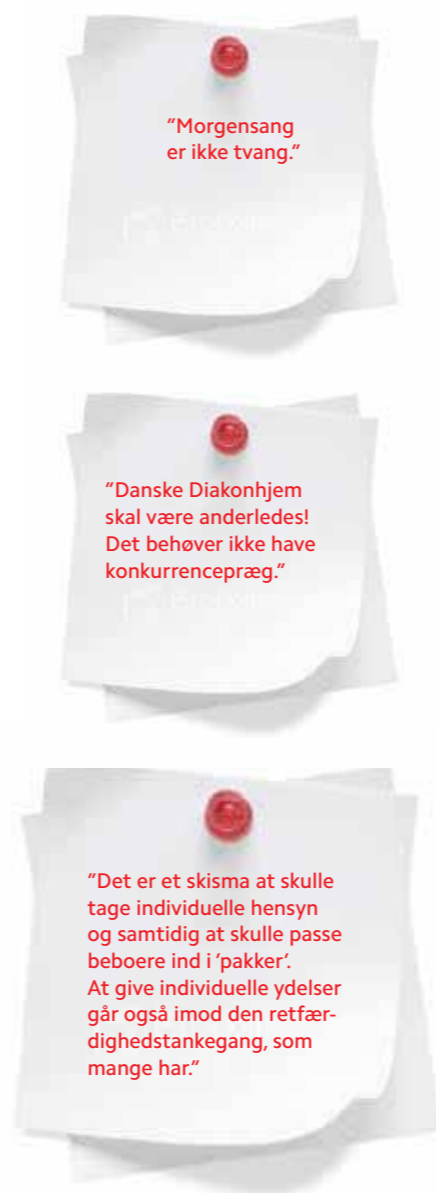 ”Morgensang
er ikke tvang.”
”Danske Diakonhjem
skal være anderledes!
Det behøver ikke have
konkurrencepræg.”
”Det er et skisma at skulle
tage individuelle hensyn
og samtidig at skulle passe
beboere ind i ’pakker’.
At give individuelle ydelser
går også imod den retfær-
dighedstankegang, som
mange har.”